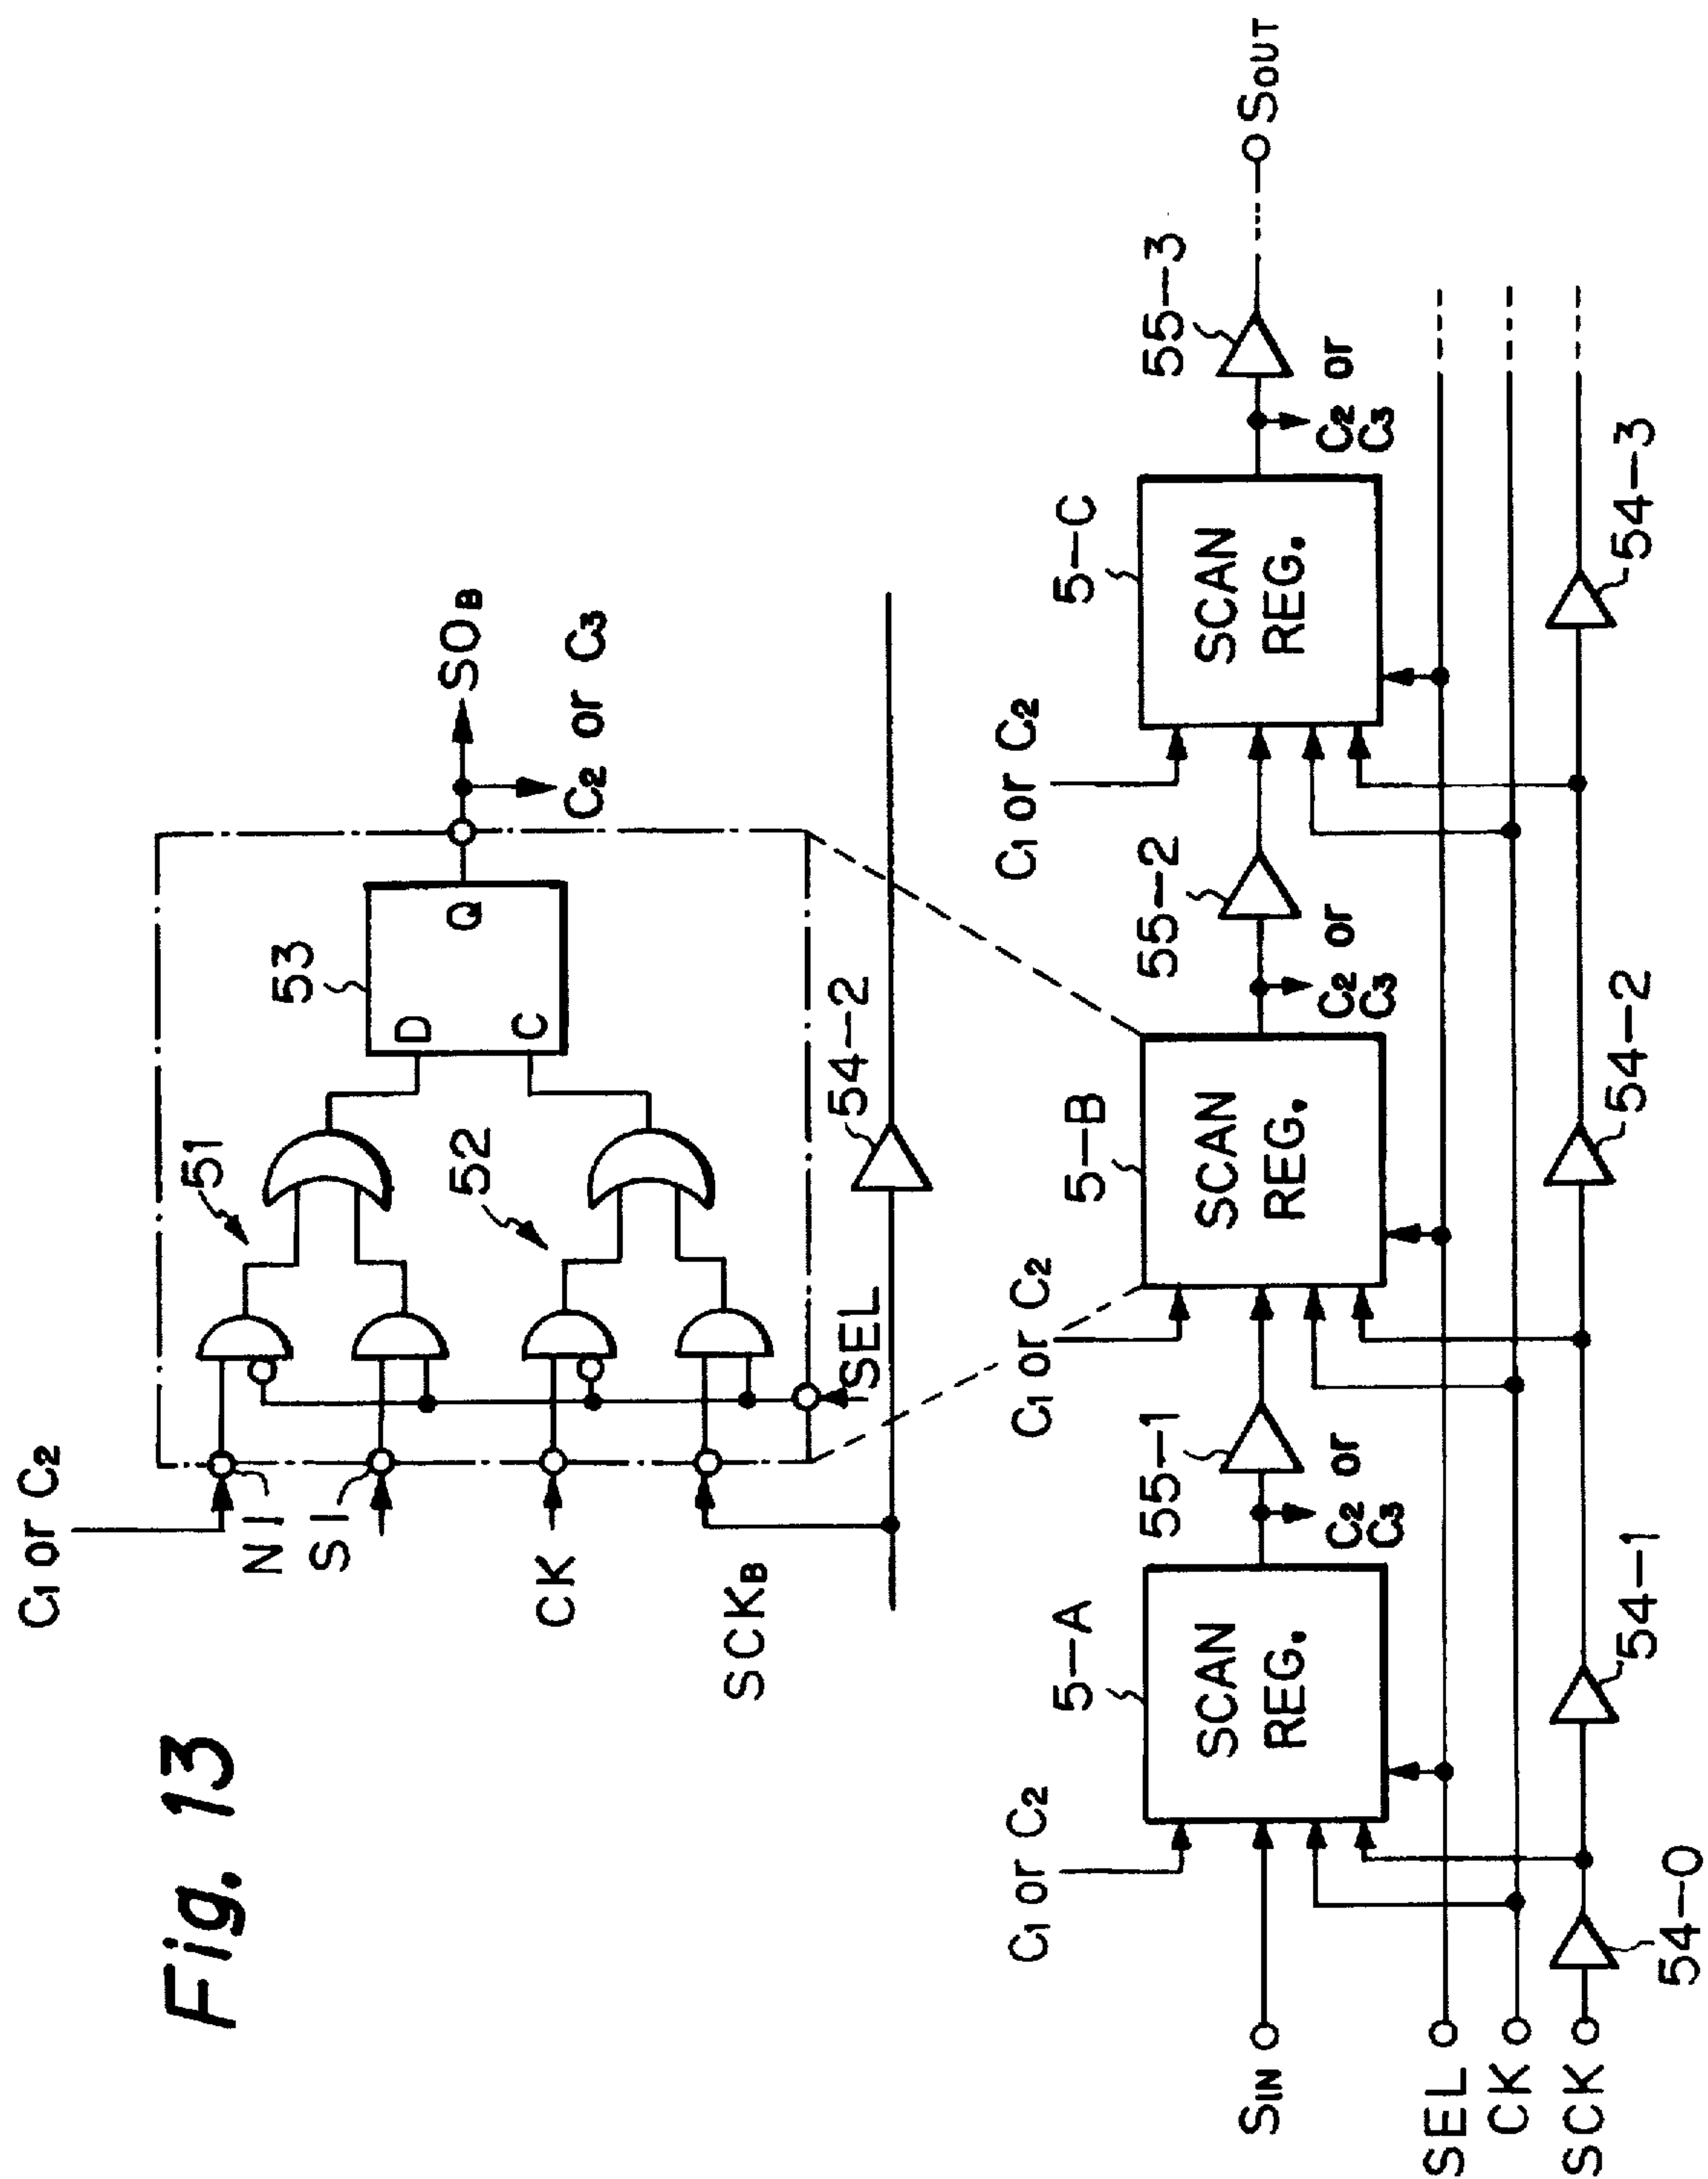 Fig. 13
C1 or C2
NI
SI
CK
SCKB
51
52
53
D
C
Q
SOB
C2 or C3
SEL
54-2
C1 or C2
5-A
SCAN
REG.
55-1
C2 or
C3
C1 or C2
5-B
SCAN
REG.
55-2
C2 or
C3
C1 or C2
5-C
SCAN
REG.
55-3
C2 or
C3
SIN
SOUT
SEL
CK
SCK
54-0
54-1
54-2
54-3